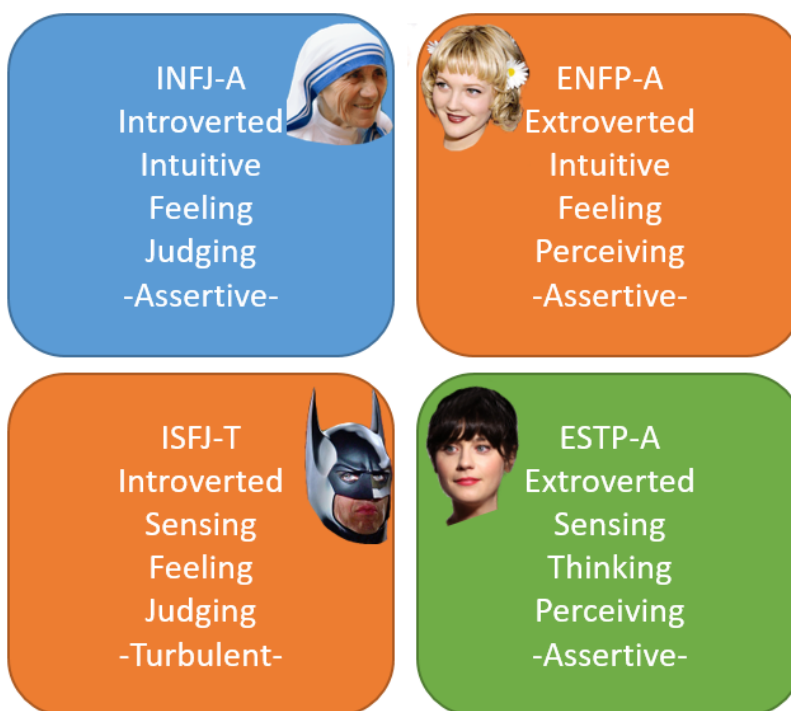 INFJ-A
Introverted
Intuitive
Feeling
Judging
-Assertive-
ENFP-A
Extroverted
Intuitive
Feeling
Perceiving
-Assertive-
ISFJ-T
Introverted
Sensing
Feeling
Judging
-Turbulent-
ESTP-A
Extroverted
Sensing
Thinking
Perceiving
-Assertive-